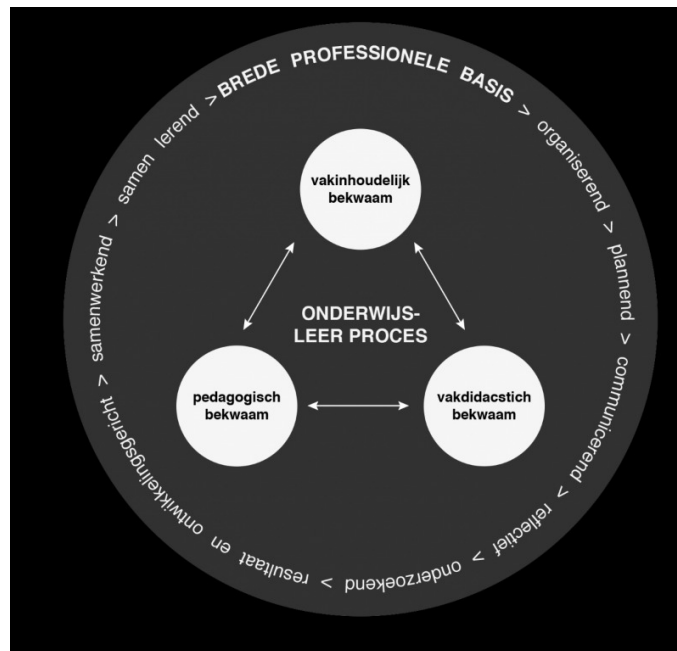 BREDE PROFESSIONELE BASIS > organiserend > plannend > communicerend > reflectief > onderzoekend > resultaat en ontwikkelingsgericht > samenwerkend > samen lerend >
vakinhoudelijk
bekwaam
ONDERWIJS-
LEER PROCES
pedagogisch
bekwaam
vakdidacstich
bekwaam